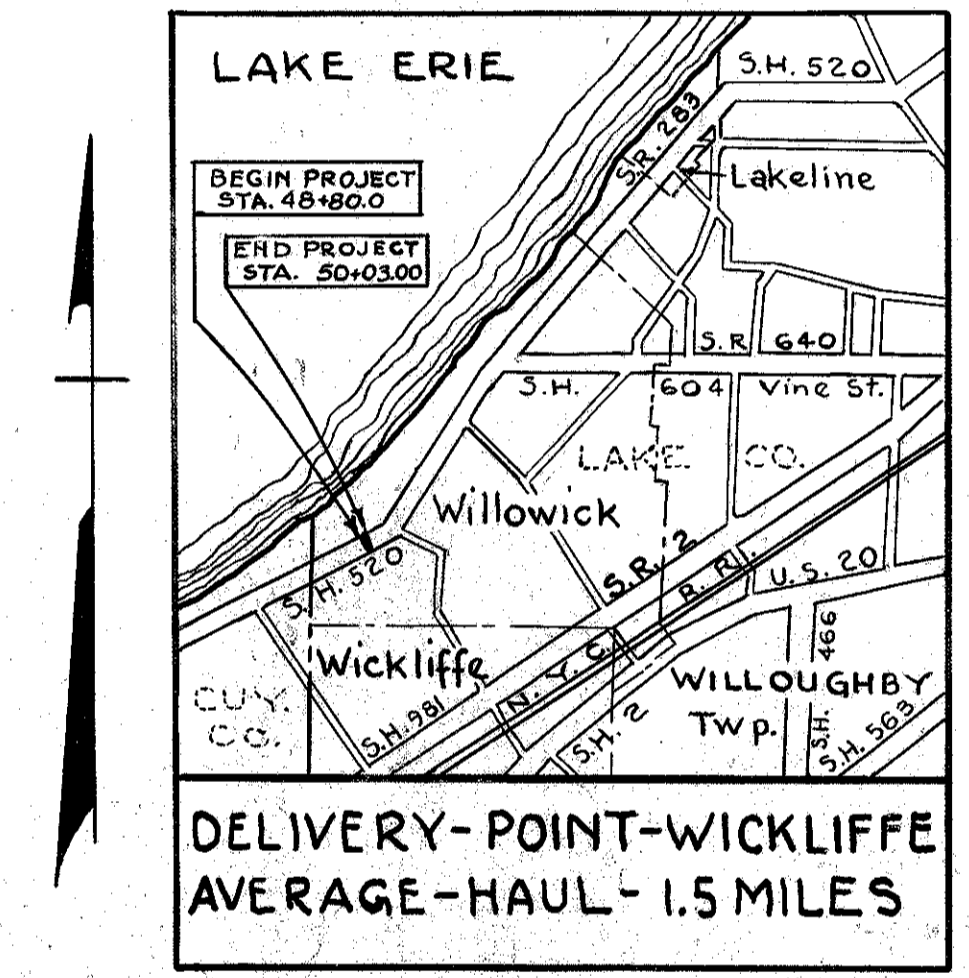 LAKE ERIE
S.H. 520
S.R. 283
BEGIN PROJECT
STA. 48+80.0
Lakeline
END PROJECT
STA. 50+03.00
S.R 640
S.H. 604 Vine St.
LAKE CO.
Willowick
S.R. 2
N.Y.C. R.R.
U.S. 20
S.H. 520
Wickliffe
CUY.
CO.
S.H. 981
S.H. 2
WILLOUGHBY
Twp.
S.H. 466
S.H. 563
DELIVERY-POINT-WICKLIFFE
AVERAGE-HAUL-1.5 MILES